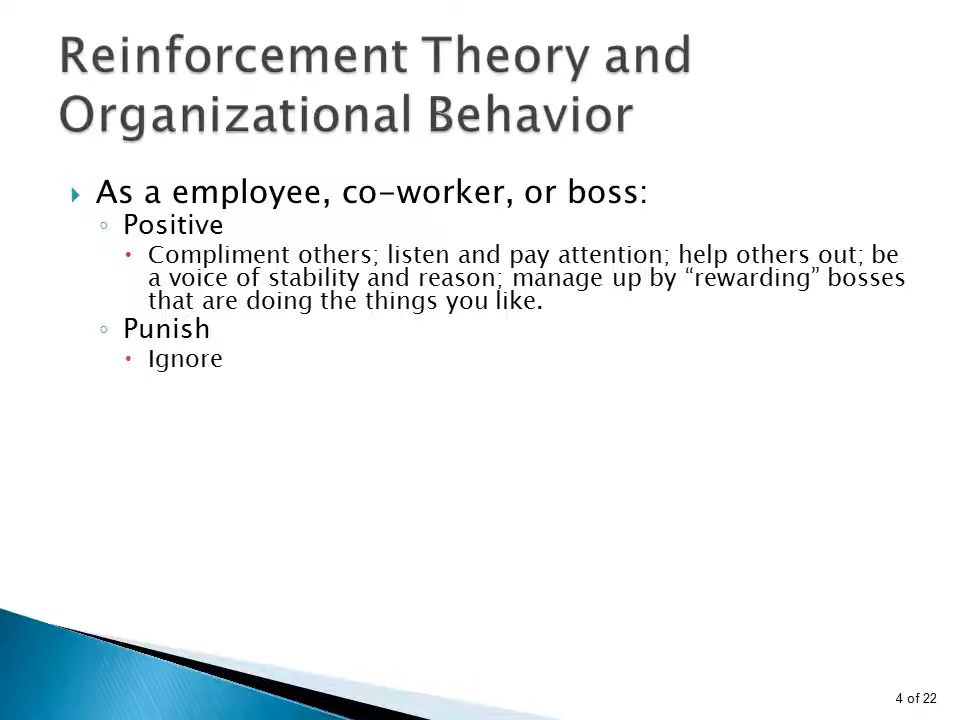 Reinforcement Theory and
Organizational Behavior
As a employee, co-worker, or boss:
Positive
Compliment others; listen and pay attention; help others out; be
a voice of stability and reason; manage up by “rewarding” bosses
that are doing the things you like.
Punish
Ignore
4 of 22